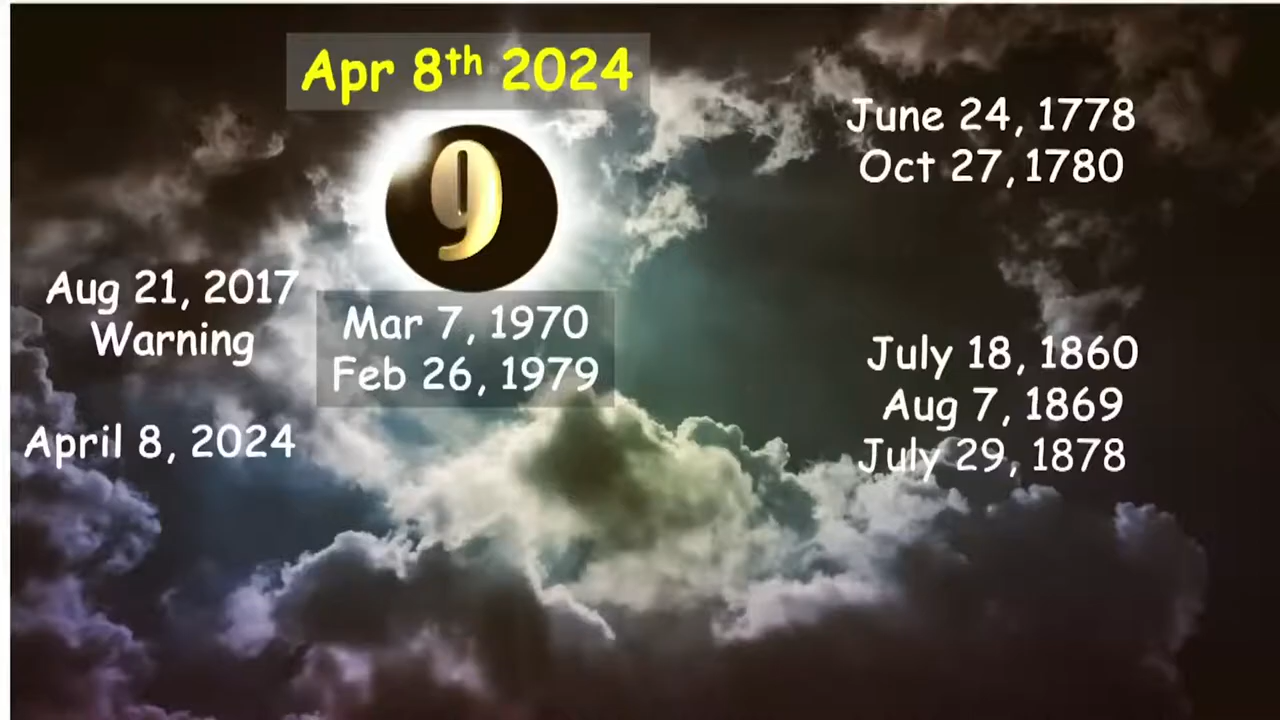 Apr 8th 2024
9
Mar 7, 1970
Feb 26, 1979
Aug 21, 2017
Warning
April 8, 2024
June 24, 1778
Oct 27, 1780
July 18, 1860
Aug 7, 1869
July 29, 1878